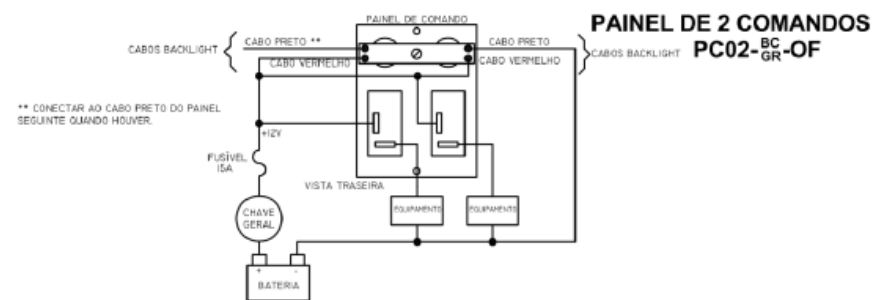 PAINEL DE COMANDO
PAINEL DE 2 COMANDOS
PC02-BC/GR-OF
CABOS BACKLIGHT
CABO PRETO **
CABO VERMELHO
CABO PRETO
CABO VERMELHO
CABOS BACKLIGHT
** CONECTAR AO CABO PRETO DO PAINEL
SEGUINTE QUANDO HOUVER.
+12V
FUSÍVEL
15A
VISTA TRASEIRA
CHAVE
GERAL
EQUIPAMENTO
EQUIPAMENTO
+ -
BATERIA